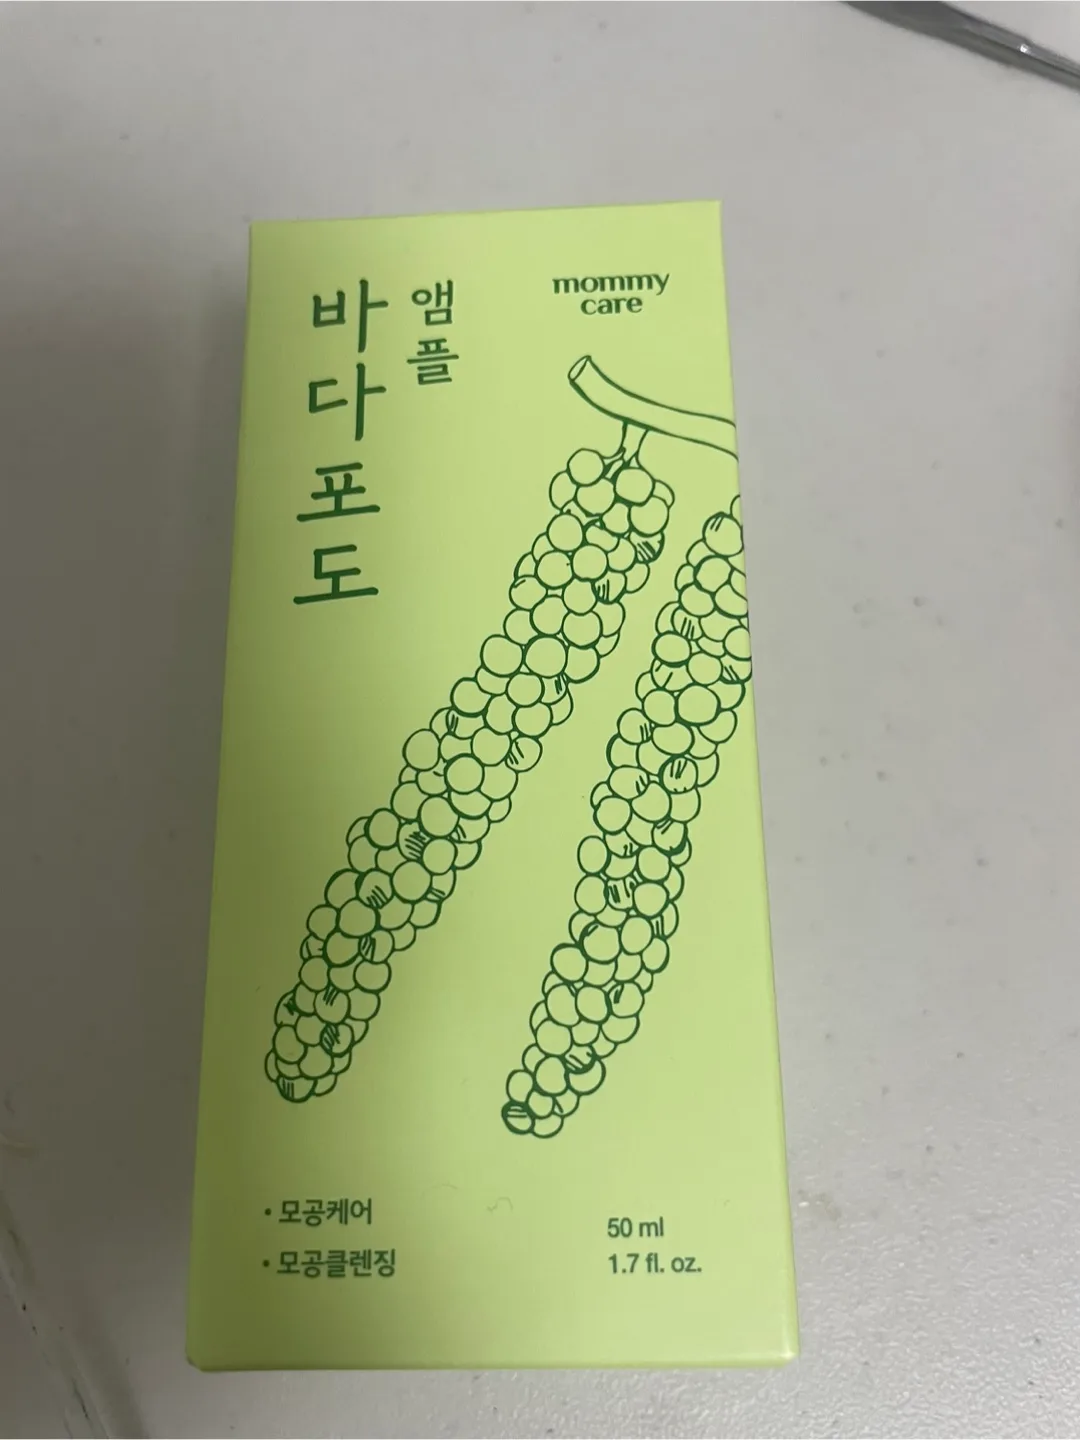 바다포도
앰플
mommy
care
• 모공케어
• 모공클렌징
50 ml
1.7 fl. oz.